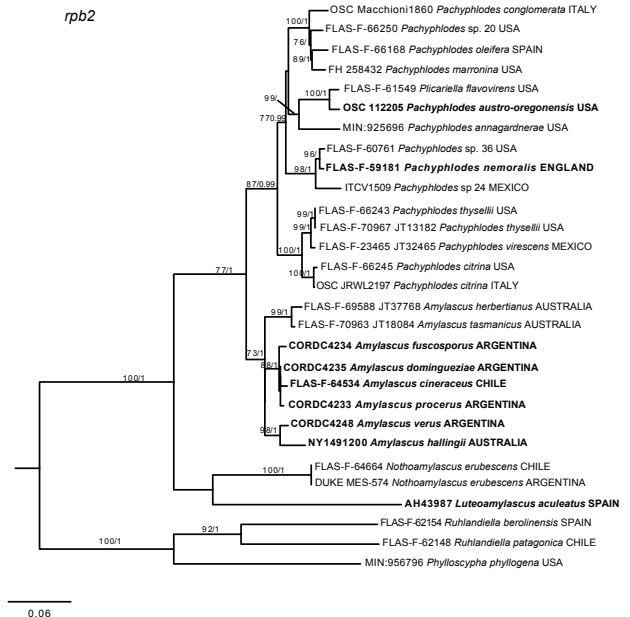 rpb2
OSC Macchioni1860 Pachyphlodes conglomerata ITALY
100/1
FLAS-F-66250 Pachyphlodes sp. 20 USA
76/
FLAS-F-66168 Pachyphlodes oleifera SPAIN
89/1
FH 258432 Pachyphlodes marronina USA
FLAS-F-61549 Plicariella flavovirens USA
100/1
99/
OSC 112205 Pachyphlodes austro-oregonensis USA
770.99
MIN:925696 Pachyphlodes annagardnerae USA
FLAS-F-60761 Pachyphlodes sp. 36 USA
96/
FLAS-F-59181 Pachyphlodes nemoralis ENGLAND
98/1
87/0.99
ITCV1509 Pachyphlodes sp 24 MEXICO
FLAS-F-66243 Pachyphlodes thysellii USA
99/1
FLAS-F-70967 JT13182 Pachyphlodes thysellii USA
99/1
FLAS-F-23465 JT32465 Pachyphlodes virescens MEXICO
100/1
FLAS-F-66245 Pachyphlodes citrina USA
77/1
100/1
OSC JRWL2197 Pachyphlodes citrina ITALY
FLAS-F-69588 JT37768 Amylascus herbertianus AUSTRALIA
99/1
FLAS-F-70963 JT18084 Amylascus tasmanicus AUSTRALIA
CORDC4234 Amylascus fuscosporus ARGENTINA
73/1
88/1
CORDC4235 Amylascus domingueziae ARGENTINA
100/1
FLAS-F-64534 Amylascus cineraceus CHILE
CORDC4233 Amylascus procerus ARGENTINA
CORDC4248 Amylascus verus ARGENTINA
98/1
NY1491200 Amylascus hallingii AUSTRALIA
FLAS-F-64664 Nothoamylascus erubescens CHILE
100/1
DUKE MES-574 Nothoamylascus erubescens ARGENTINA
AH43987 Luteoamylascus aculeatus SPAIN
FLAS-F-62154 Ruhlandiella berolinensis SPAIN
92/1
100/1
FLAS-F-62148 Ruhlandiella patagonica CHILE
MIN:956796 Phylloscypha phyllogena USA
0.06